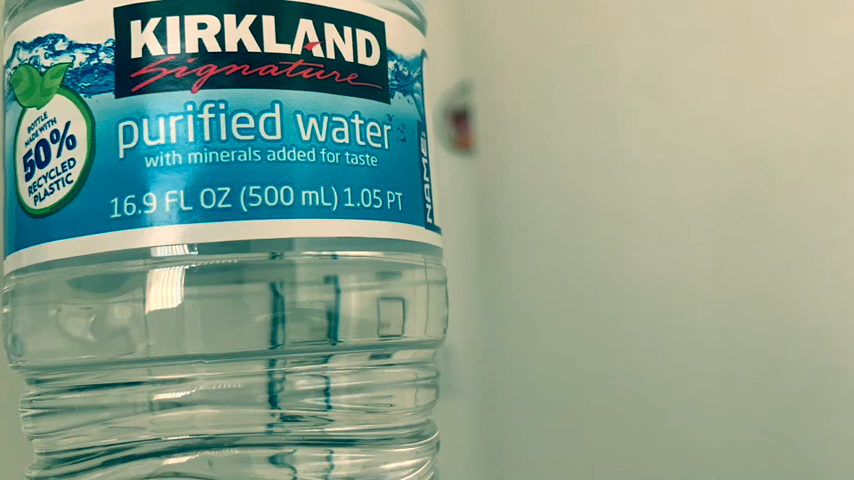 KIRKLAND
Signature
BOTTLE
MADE WITH
50%
RECYCLED
PLASTIC
purified water
with minerals added for taste
16.9 FL OZ (500 mL) 1.05 PT
NAME: